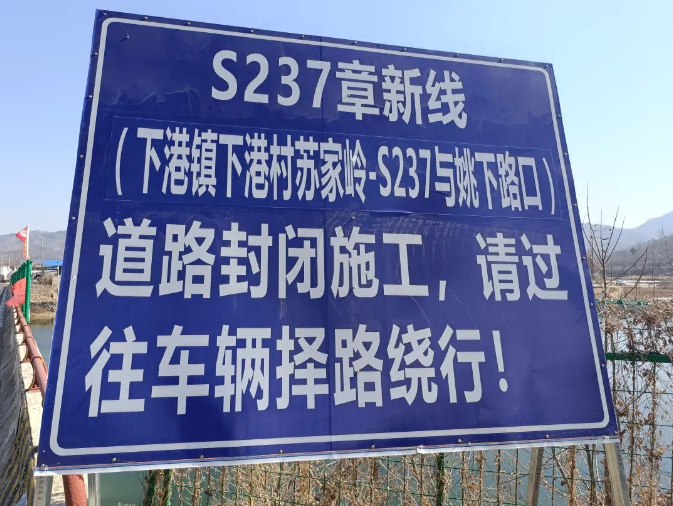 S237章新线
(下港镇下港村苏家岭-S237与姚下路口)
道路封闭施工，请过
往车辆择路绕行！